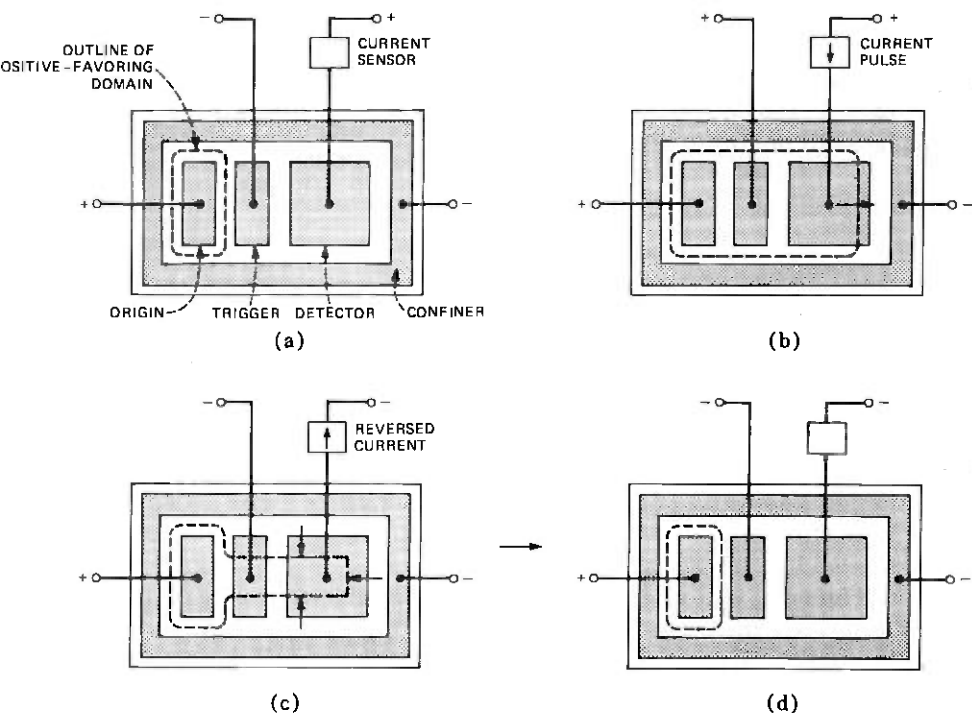 − +
OUTLINE OF
OSITIVE-FAVORING
DOMAIN
CURRENT
SENSOR
+ −
ORIGIN TRIGGER DETECTOR CONFINER
(a)
+ +
CURRENT
PULSE
+ −
(b)
− −
REVERSED
CURRENT
+ −
(c)
− −
+ −
(d)